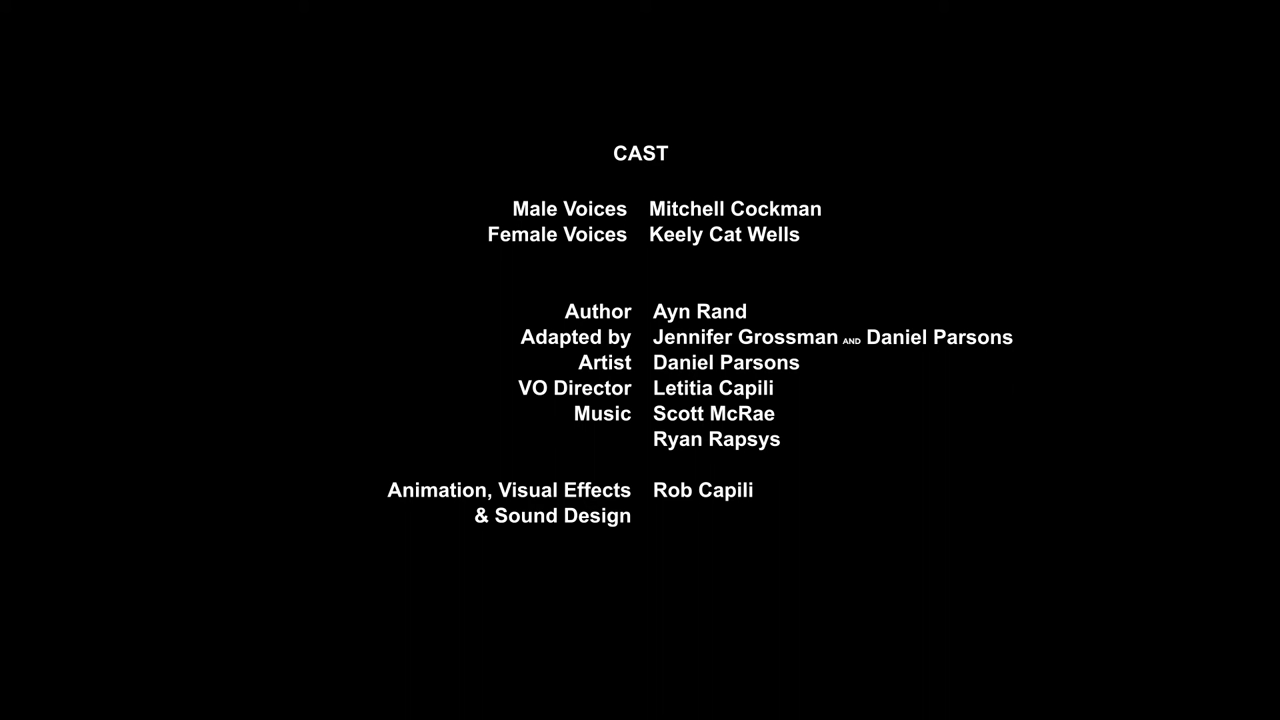 CAST
Male Voices Mitchell Cockman
Female Voices Keely Cat Wells
Author Ayn Rand
Adapted by Jennifer Grossman AND Daniel Parsons
Artist Daniel Parsons
VO Director Letitia Capili
Music Scott McRae
Ryan Rapsys
Animation, Visual Effects Rob Capili
& Sound Design